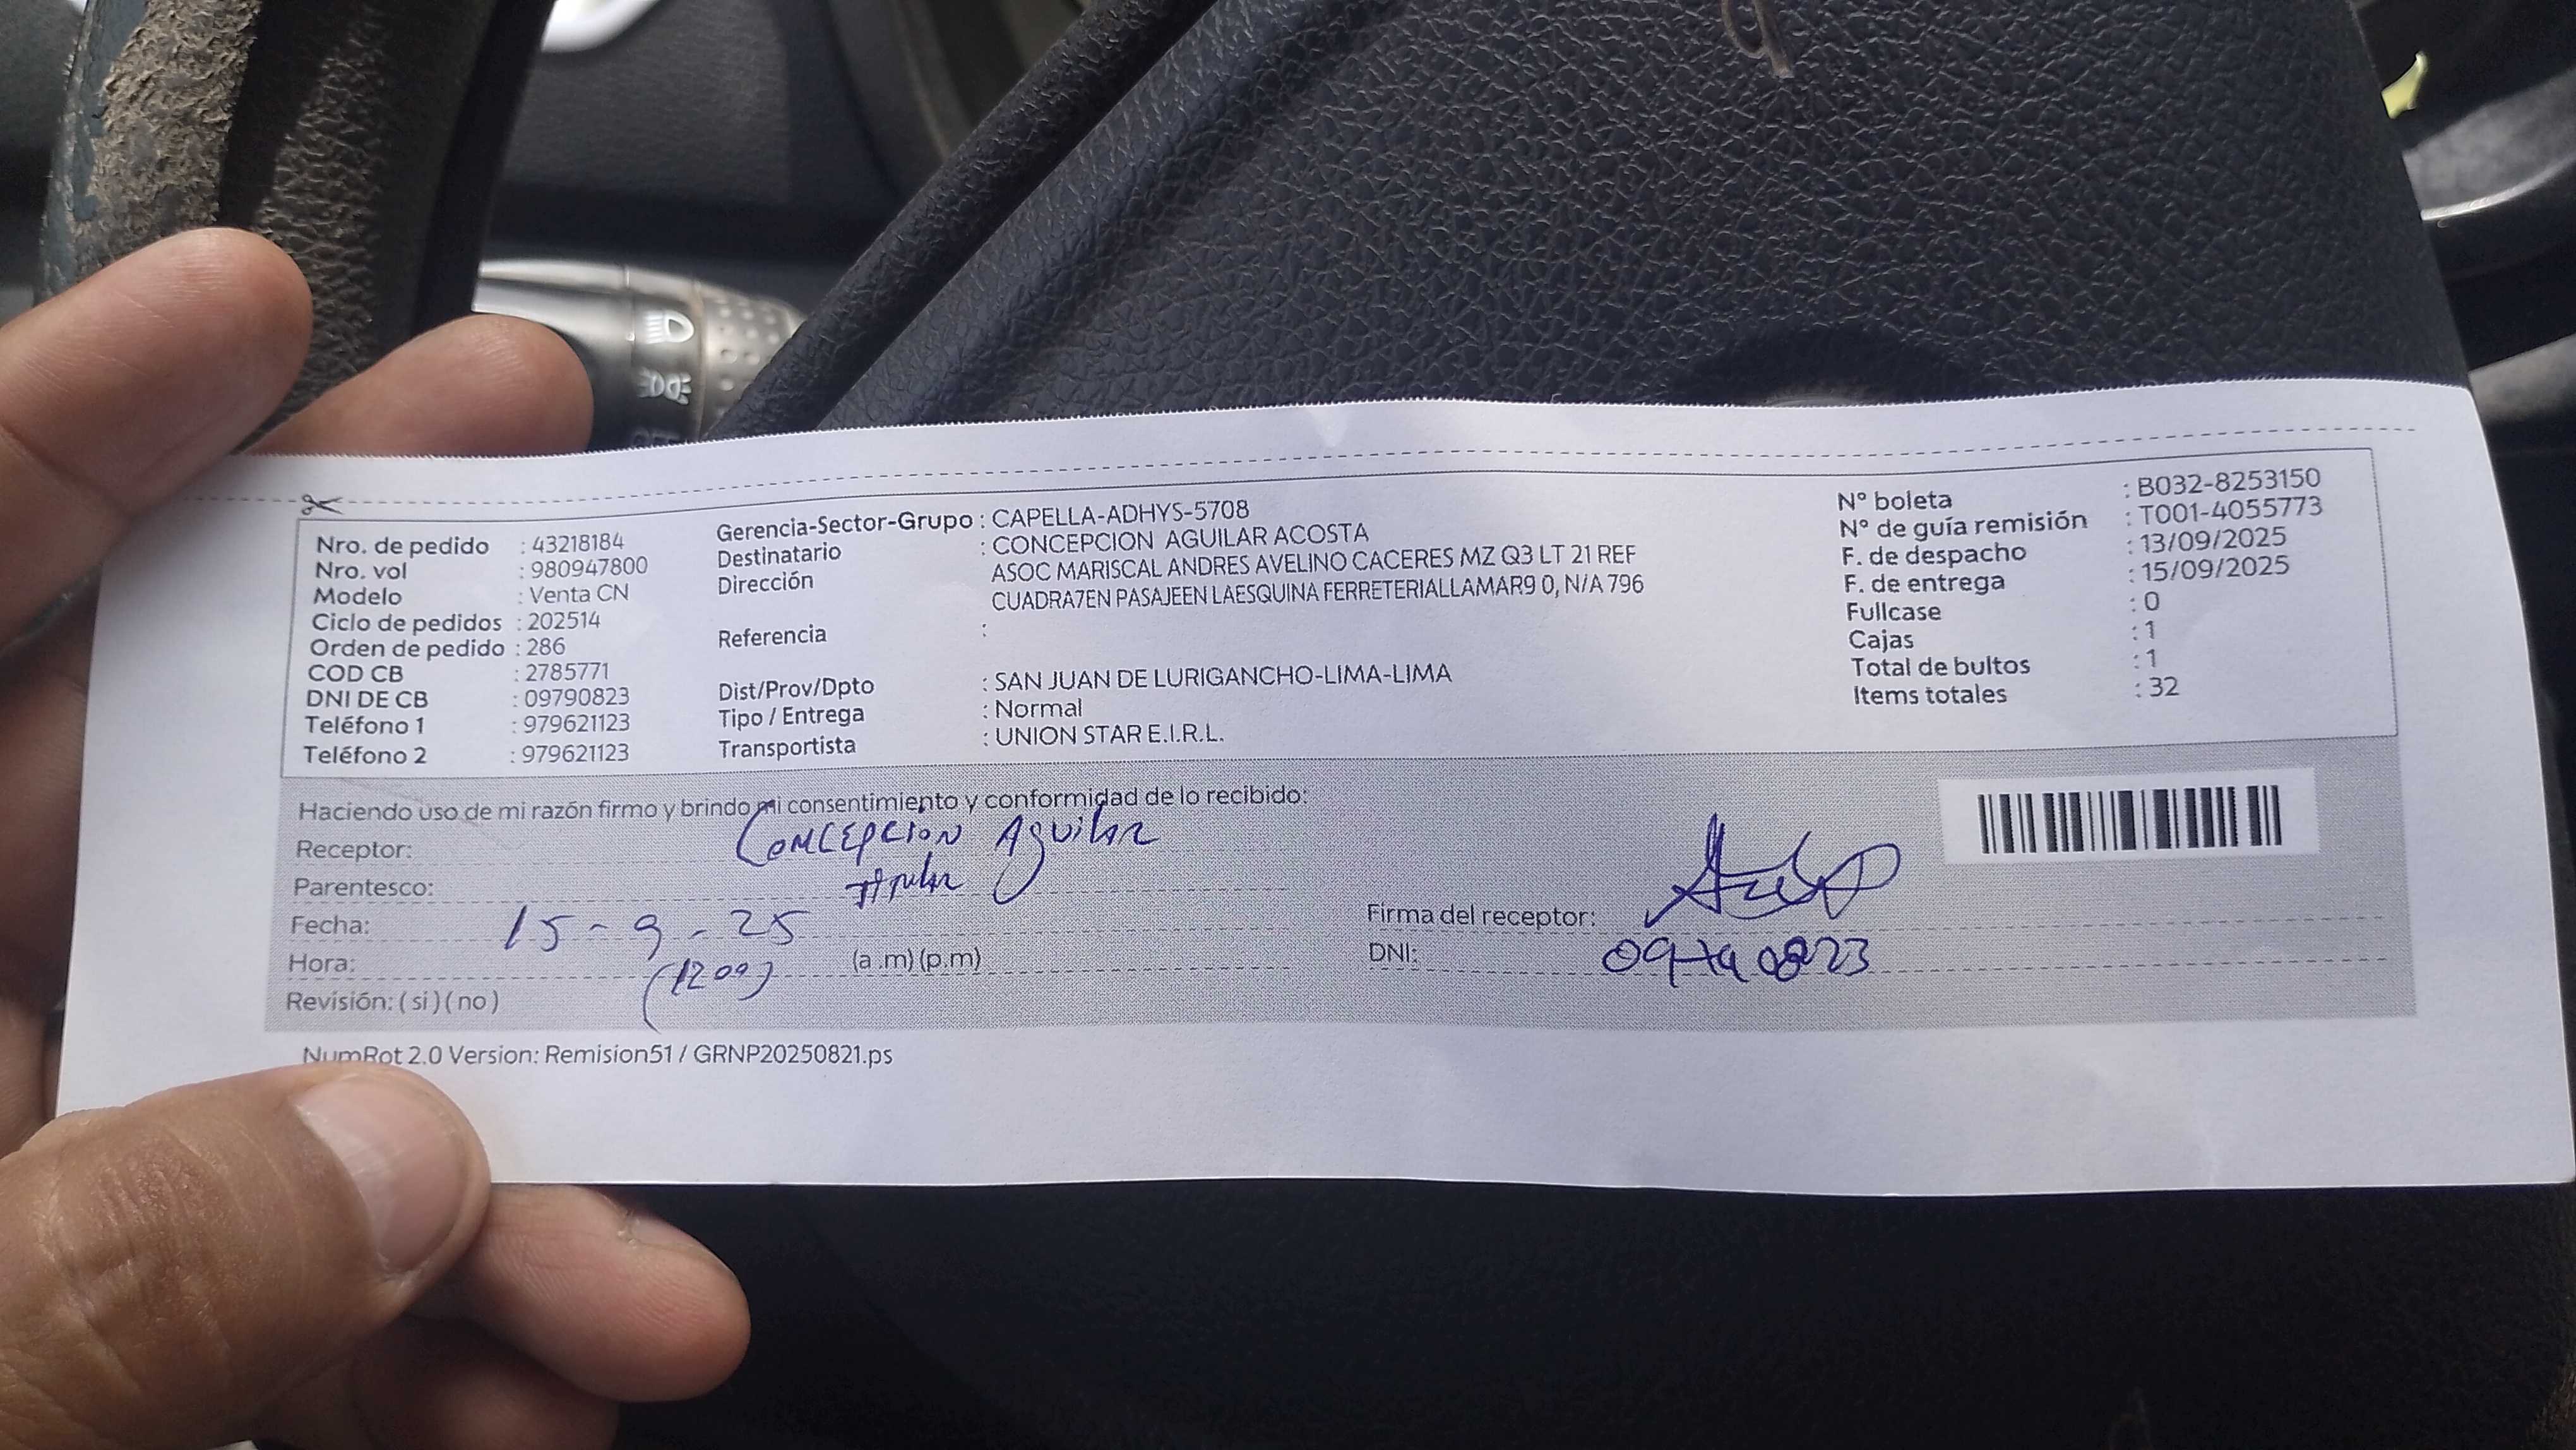 Nro. de pedido : 43218184
Nro. vol : 980947800
Modelo : Venta CN
Ciclo de pedidos : 202514
Orden de pedido : 286
COD CB : 2785771
DNI DE CB : 09790823
Teléfono 1 : 979621123
Teléfono 2 : 979621123
Gerencia-Sector-Grupo : CAPELLA-ADHYS-5708
Destinatario : CONCEPCION AGUILAR ACOSTA
Dirección ASOC MARISCAL ANDRES AVELINO CACERES MZ Q3 LT 21 REF
CUADRA7EN PASAJEEN LAESQUINA FERRETERIALLAMAR9 0, N/A 796
Referencia :
Dist/Prov/Dpto : SAN JUAN DE LURIGANCHO-LIMA-LIMA
Tipo / Entrega : Normal
Transportista : UNION STAR E.I.R.L.
N° boleta : B032-8253150
N° de guía remisión : T001-4055773
F. de despacho : 13/09/2025
F. de entrega : 15/09/2025
Fullcase : 0
Cajas : 1
Total de bultos : 1
Items totales : 32
Haciendo uso de mi razón firmo y brindo mi consentimiento y conformidad de lo recibido:
Receptor: CONCEPCION Aguilar
Parentesco: titular
Fecha: 15-9-25
Hora: (1200) (a .m) (p.m)
Revisión: ( si ) ( no )
Firma del receptor:
DNI: 09790823
NumRot 2.0 Version: Remision51 / GRNP20250821.ps